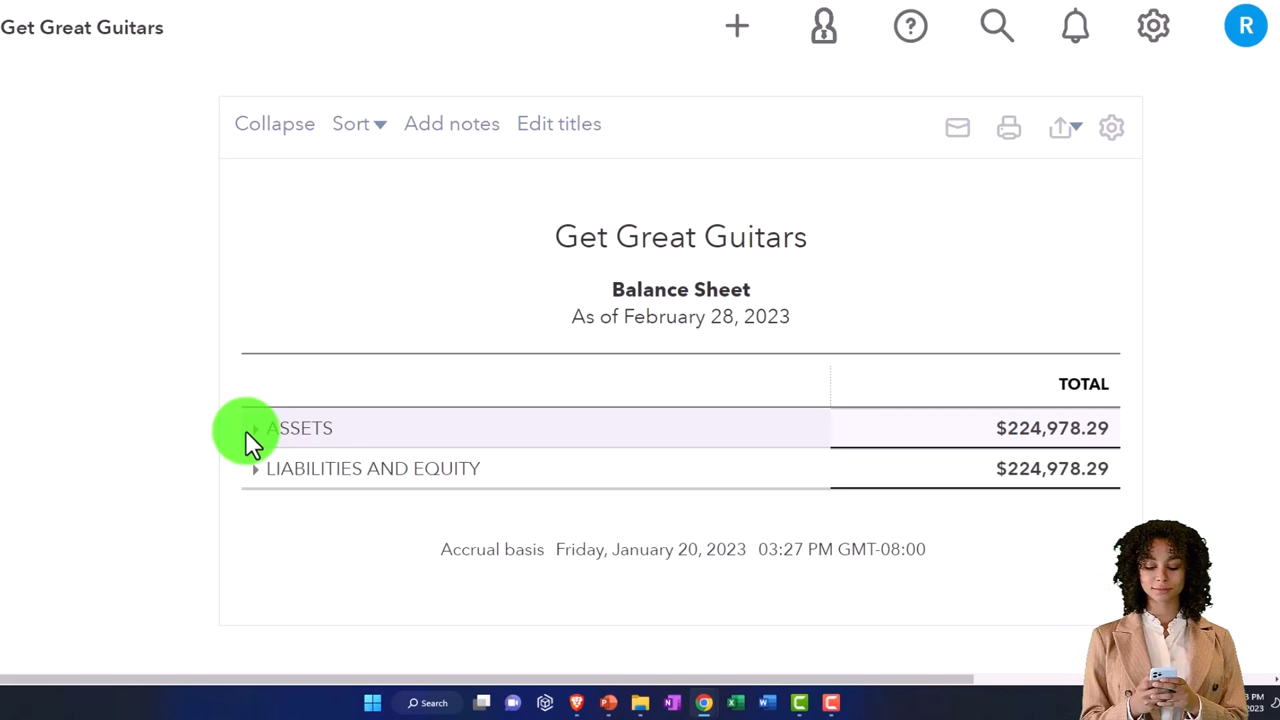 Get Great Guitars
R
Collapse Sort Add notes Edit titles
Get Great Guitars
Balance Sheet
As of February 28, 2023
TOTAL
ASSETS $224,978.29
LIABILITIES AND EQUITY $224,978.29
Accrual basis Friday, January 20, 2023 03:27 PM GMT-08:00
Search
PM
2023